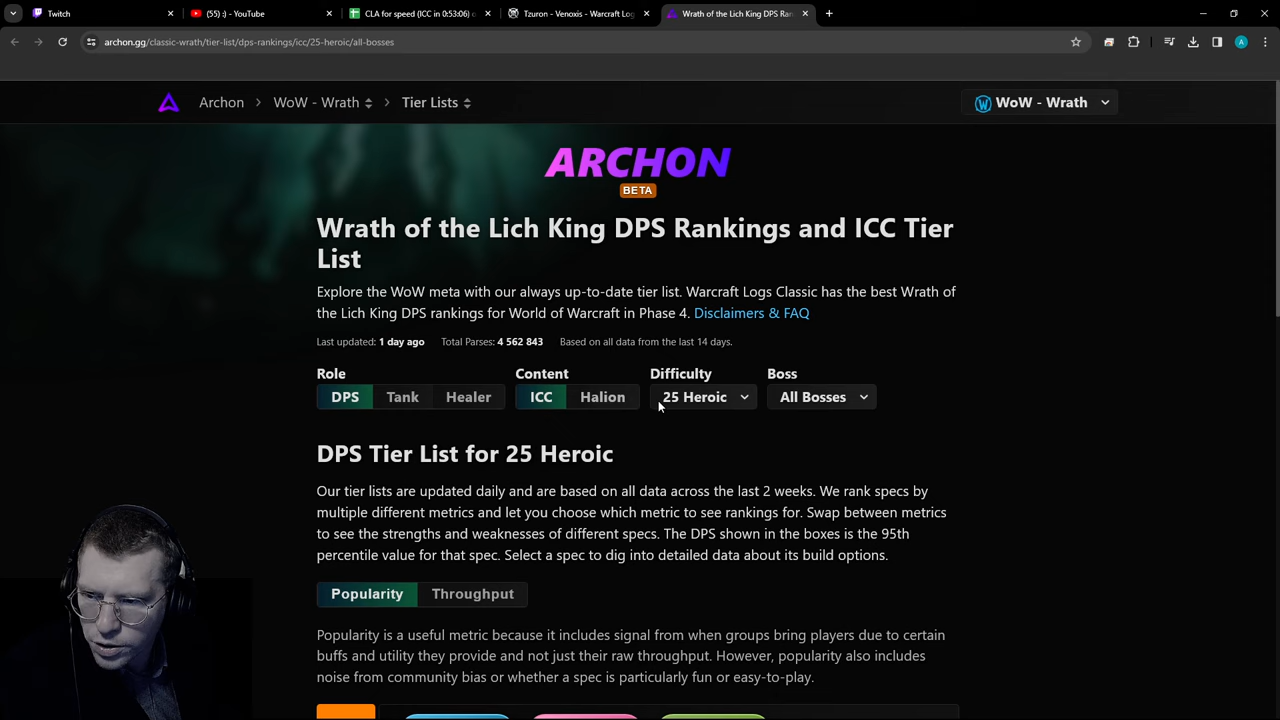 Twitch
(55) :) - YouTube
CLA for speed (ICC in 0:53:06) e
Tzuron - Venoxis - Warcraft Log
Wrath of the Lich King DPS Ran
archon.gg/classic-wrath/tier-list/dps-rankings/icc/25-heroic/all-bosses
A
Archon > WoW - Wrath > Tier Lists
WoW - Wrath
ARCHON
BETA
Wrath of the Lich King DPS Rankings and ICC Tier
List
Explore the WoW meta with our always up-to-date tier list. Warcraft Logs Classic has the best Wrath of
the Lich King DPS rankings for World of Warcraft in Phase 4. Disclaimers & FAQ
Last updated: 1 day ago Total Parses: 4 562 843 Based on all data from the last 14 days.
Role Content Difficulty Boss
DPS Tank Healer ICC Halion 25 Heroic All Bosses
DPS Tier List for 25 Heroic
Our tier lists are updated daily and are based on all data across the last 2 weeks. We rank specs by
multiple different metrics and let you choose which metric to see rankings for. Swap between metrics
to see the strengths and weaknesses of different specs. The DPS shown in the boxes is the 95th
percentile value for that spec. Select a spec to dig into detailed data about its build options.
Popularity Throughput
Popularity is a useful metric because it includes signal from when groups bring players due to certain
buffs and utility they provide and not just their raw throughput. However, popularity also includes
noise from community bias or whether a spec is particularly fun or easy-to-play.